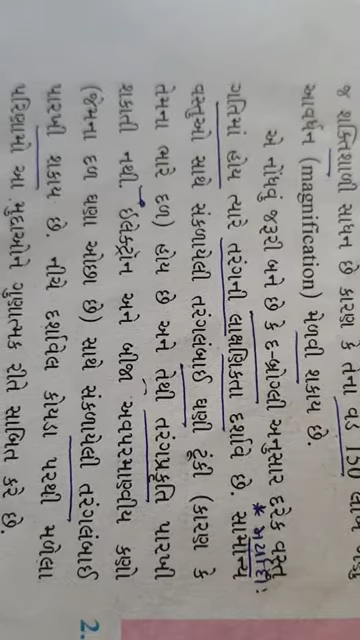 જ શક્તિશાળી સાધન છે કારણ કે તેના વડે 150 લાખ જેટલું
આવર્ધન (magnification) મેળવી શકાય છે.
એ નોંધવું જરૂરી બને છે કે દ-બ્રોગ્લી અનુસાર દરેક વસ્તુ
* મર્યાદા :
ગતિમાં હોય ત્યારે તરંગની લાક્ષણિકતા દર્શાવે છે. સામાન્ય
વસ્તુઓ સાથે સંકળાયેલી તરંગલંબાઈ ઘણી ટૂંકી (કારણ કે
તેમના ભારે દળ) હોય છે અને તેથી તરંગપ્રકૃતિ પારખી
શકાતી નથી. ઇલેક્ટ્રોન અને બીજા અવપરમાણ્વીય કણો
(જેમના દળ ઘણા ઓછા છે) સાથે સંકળાયેલી તરંગલંબાઈ
પારખી શકાય છે. નીચે દર્શાવેલ કોયડા પરથી મળેલા
પરિણામો આ મુદ્દાઓને ગુણાત્મક રીતે સાબિત કરે છે.
2.